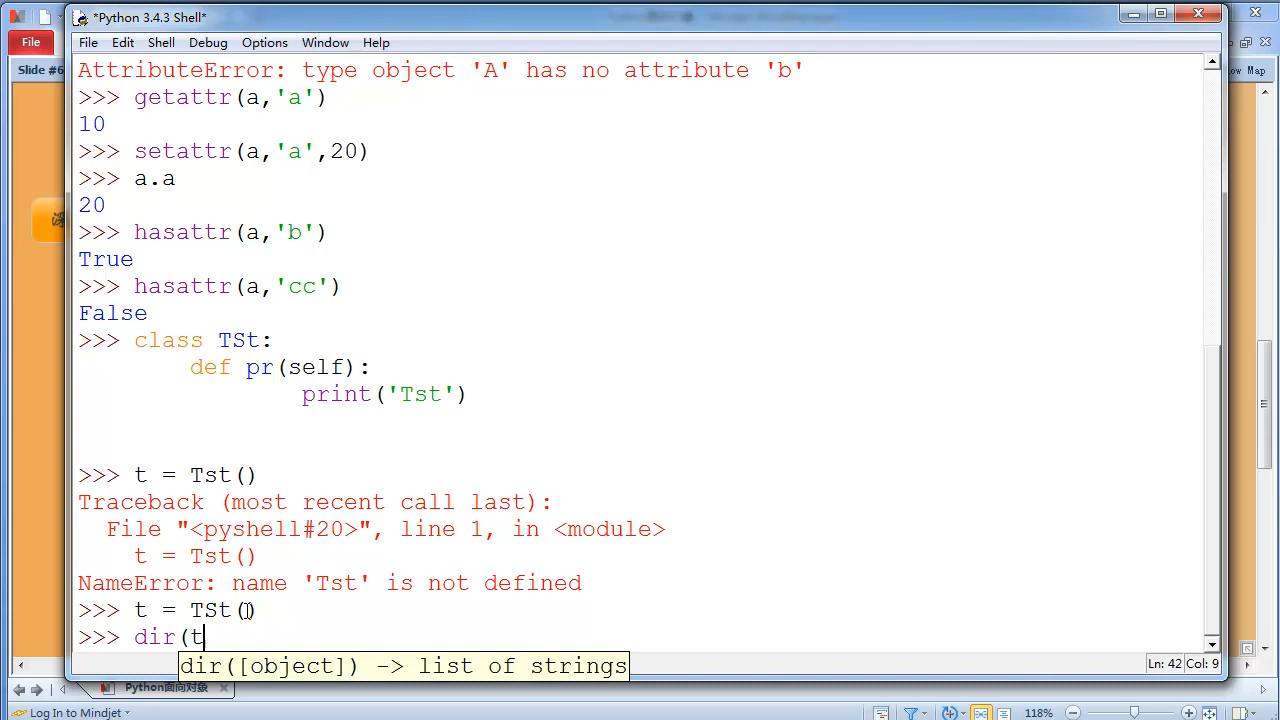 *Python 3.4.3 Shell*
File
File Edit Shell Debug Options Window Help
Slide #6
low Map
AttributeError: type object 'A' has no attribute 'b'
>>> getattr(a,'a')
10
>>> setattr(a,'a',20)
>>> a.a
20
>>> hasattr(a,'b')
True
>>> hasattr(a,'cc')
False
>>> class TSt:
def pr(self):
print('Tst')
>>> t = Tst()
Traceback (most recent call last):
File "<pyshell#20>", line 1, in <module>
t = Tst()
NameError: name 'Tst' is not defined
>>> t = TSt()
>>> dir(t
dir([object]) -> list of strings
Ln: 42 Col: 9
Python面向对象
Log In to Mindjet
118%